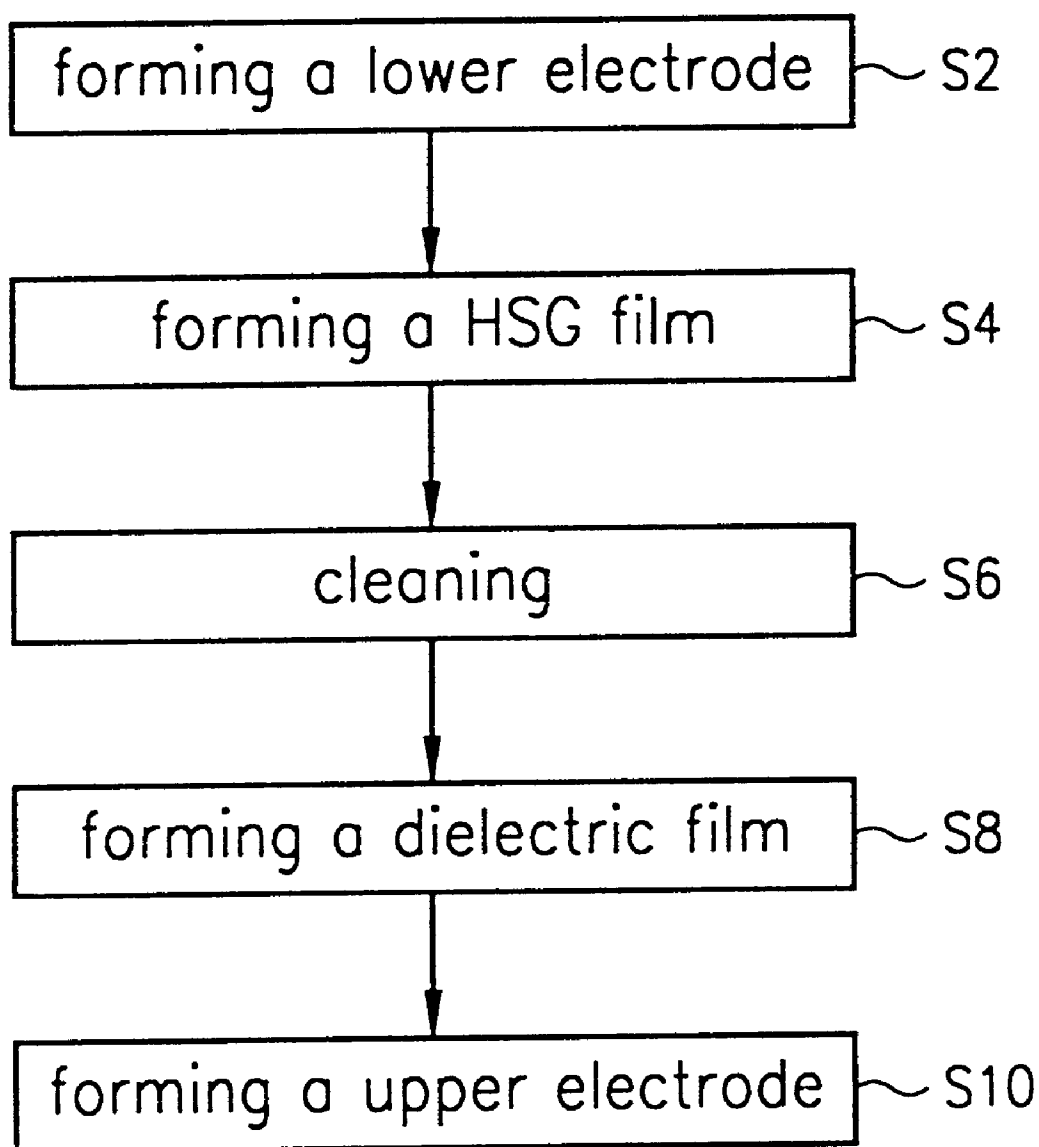 forming a lower electrode S2
forming a HSG film S4
cleaning S6
forming a dielectric film S8
forming a upper electrode S10